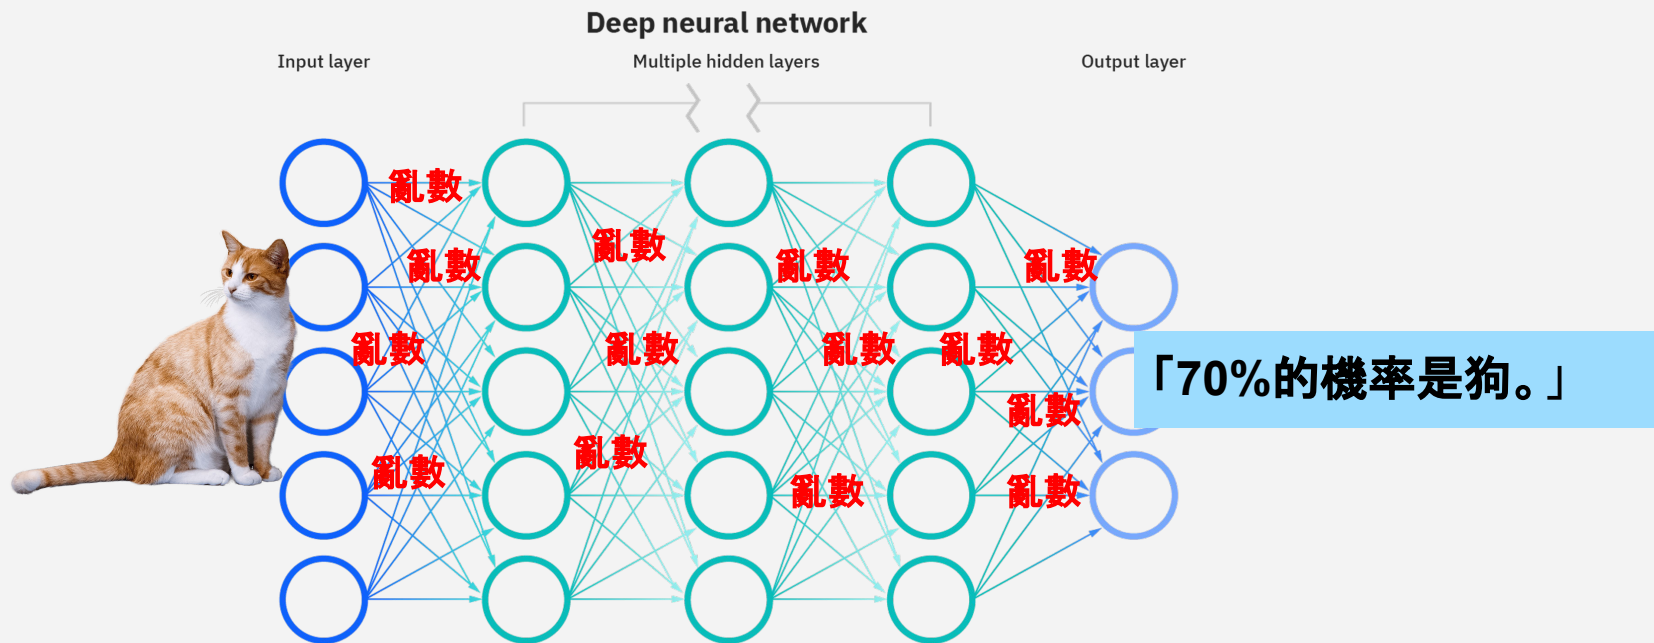 Deep neural network
Input layer
Multiple hidden layers
Output layer
亂數
亂數
亂數
亂數
亂數
亂數
亂數
亂數
亂數
亂數
亂數
亂數
亂數
亂數
「70%的機率是狗。」